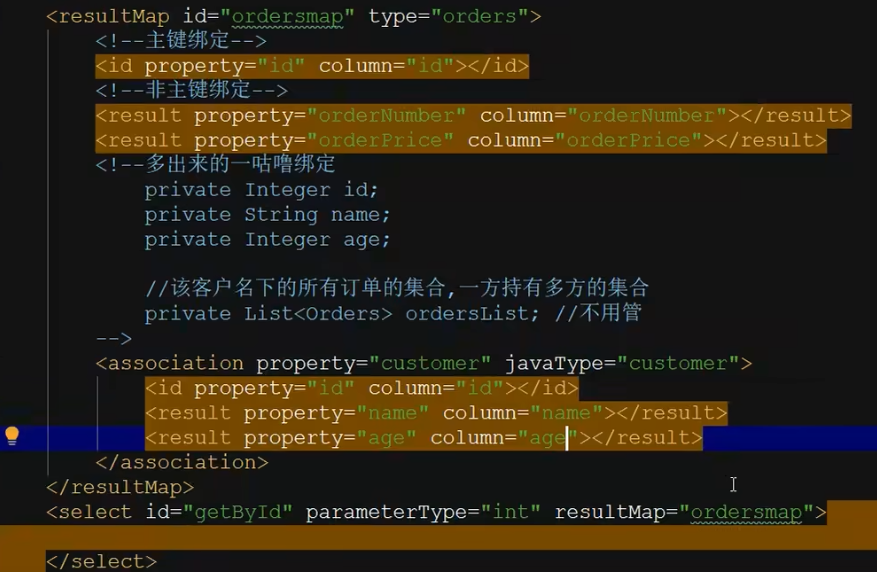 <resultMap id="ordersmap" type="orders">
<!--主键绑定-->
<id property="id" column="id"></id>
<!--非主键绑定-->
<result property="orderNumber" column="orderNumber"></result>
<result property="orderPrice" column="orderPrice"></result>
<!--多出来的一咕噜绑定
private Integer id;
private String name;
private Integer age;
//该客户名下的所有订单的集合,一方持有多方的集合
private List<Orders> ordersList; //不用管
-->
<association property="customer" javaType="customer">
<id property="id" column="id"></id>
<result property="name" column="name"></result>
<result property="age" column="age"></result>
</association>
</resultMap>
<select id="getById" parameterType="int" resultMap="ordersmap">
</select>